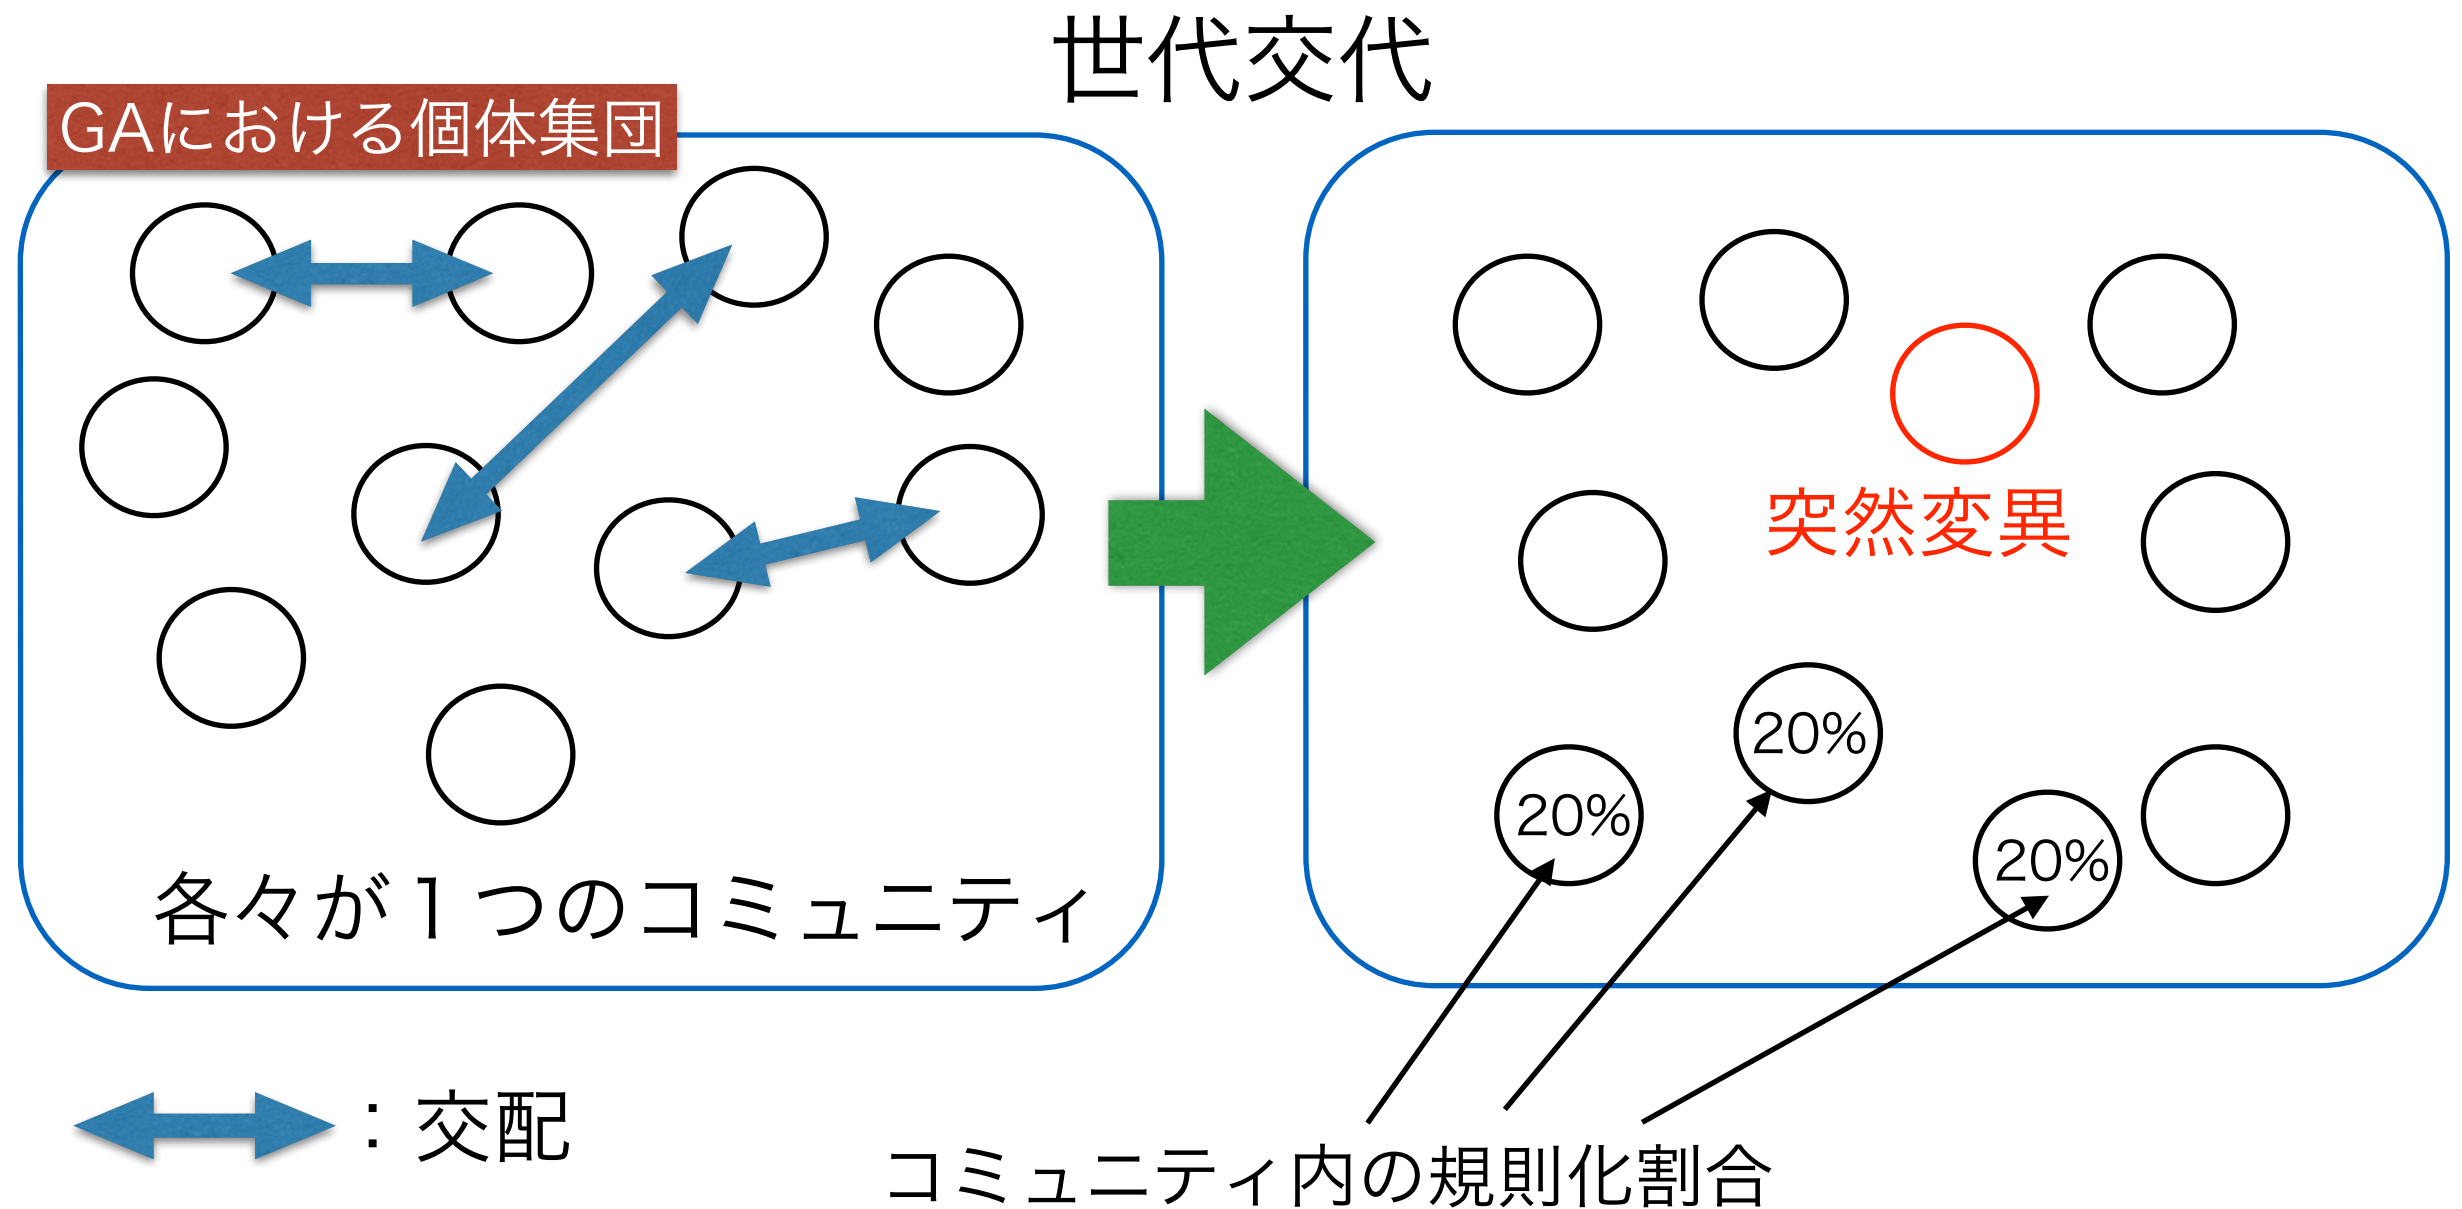 世代交代
GAにおける個体集団
突然変異
20%
20%
20%
各々が１つのコミュニティ
：交配
コミュニティ内の規則化割合